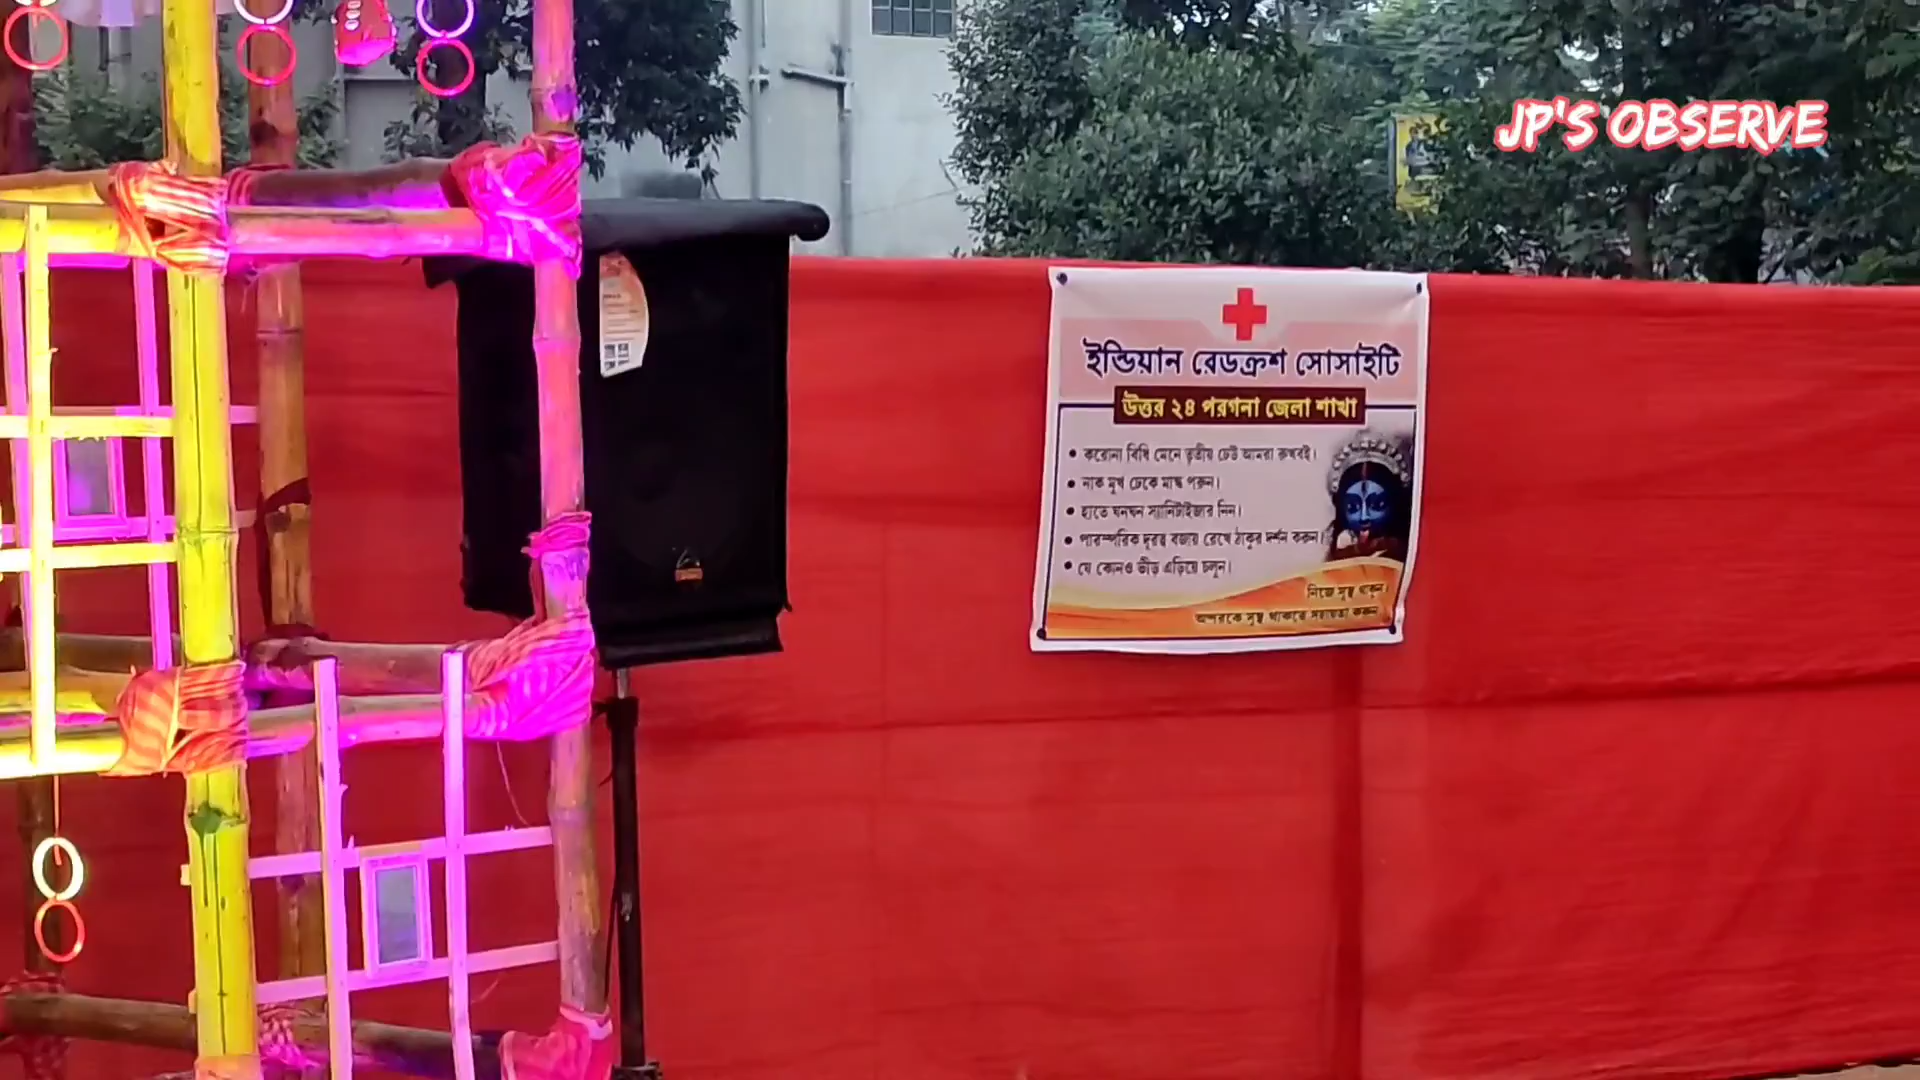 JP'S OBSERVE
ইন্ডিয়ান রেডক্রশ সোসাইটি
উত্তর ২৪ পরগনা জেলা শাখা
• করোনা বিধি মেনে তৃতীয় ঢেউ আমরা রুখবই।
• নাক মুখ ঢেকে মাস্ক পরুন।
• হাতে ঘনঘন স্যানিটাইজার নিন।
• পারস্পরিক দূরত্ব বজায় রেখে ঠাকুর দর্শন করুন।
• যে কোনও ভীড় এড়িয়ে চলুন।
নিজে সুস্থ থাকুন।
অপরকে সুস্থ থাকতে সহায়তা করুন